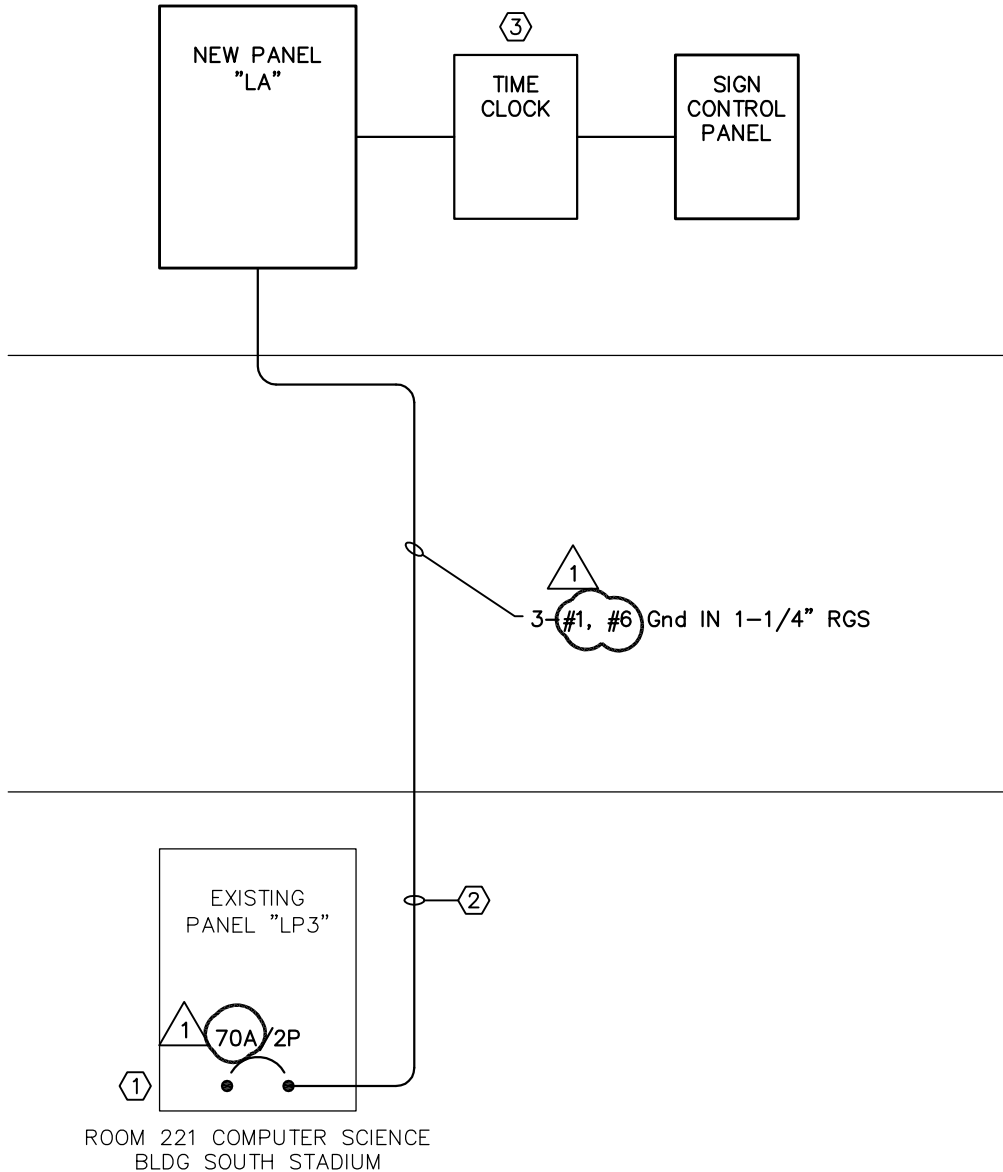 NEW PANEL
"LA"
3
TIME
CLOCK
SIGN
CONTROL
PANEL
1
3-#1, #6 Gnd IN 1-1/4" RGS
EXISTING
PANEL "LP3"
2
1
70A/2P
1
ROOM 221 COMPUTER SCIENCE
BLDG SOUTH STADIUM